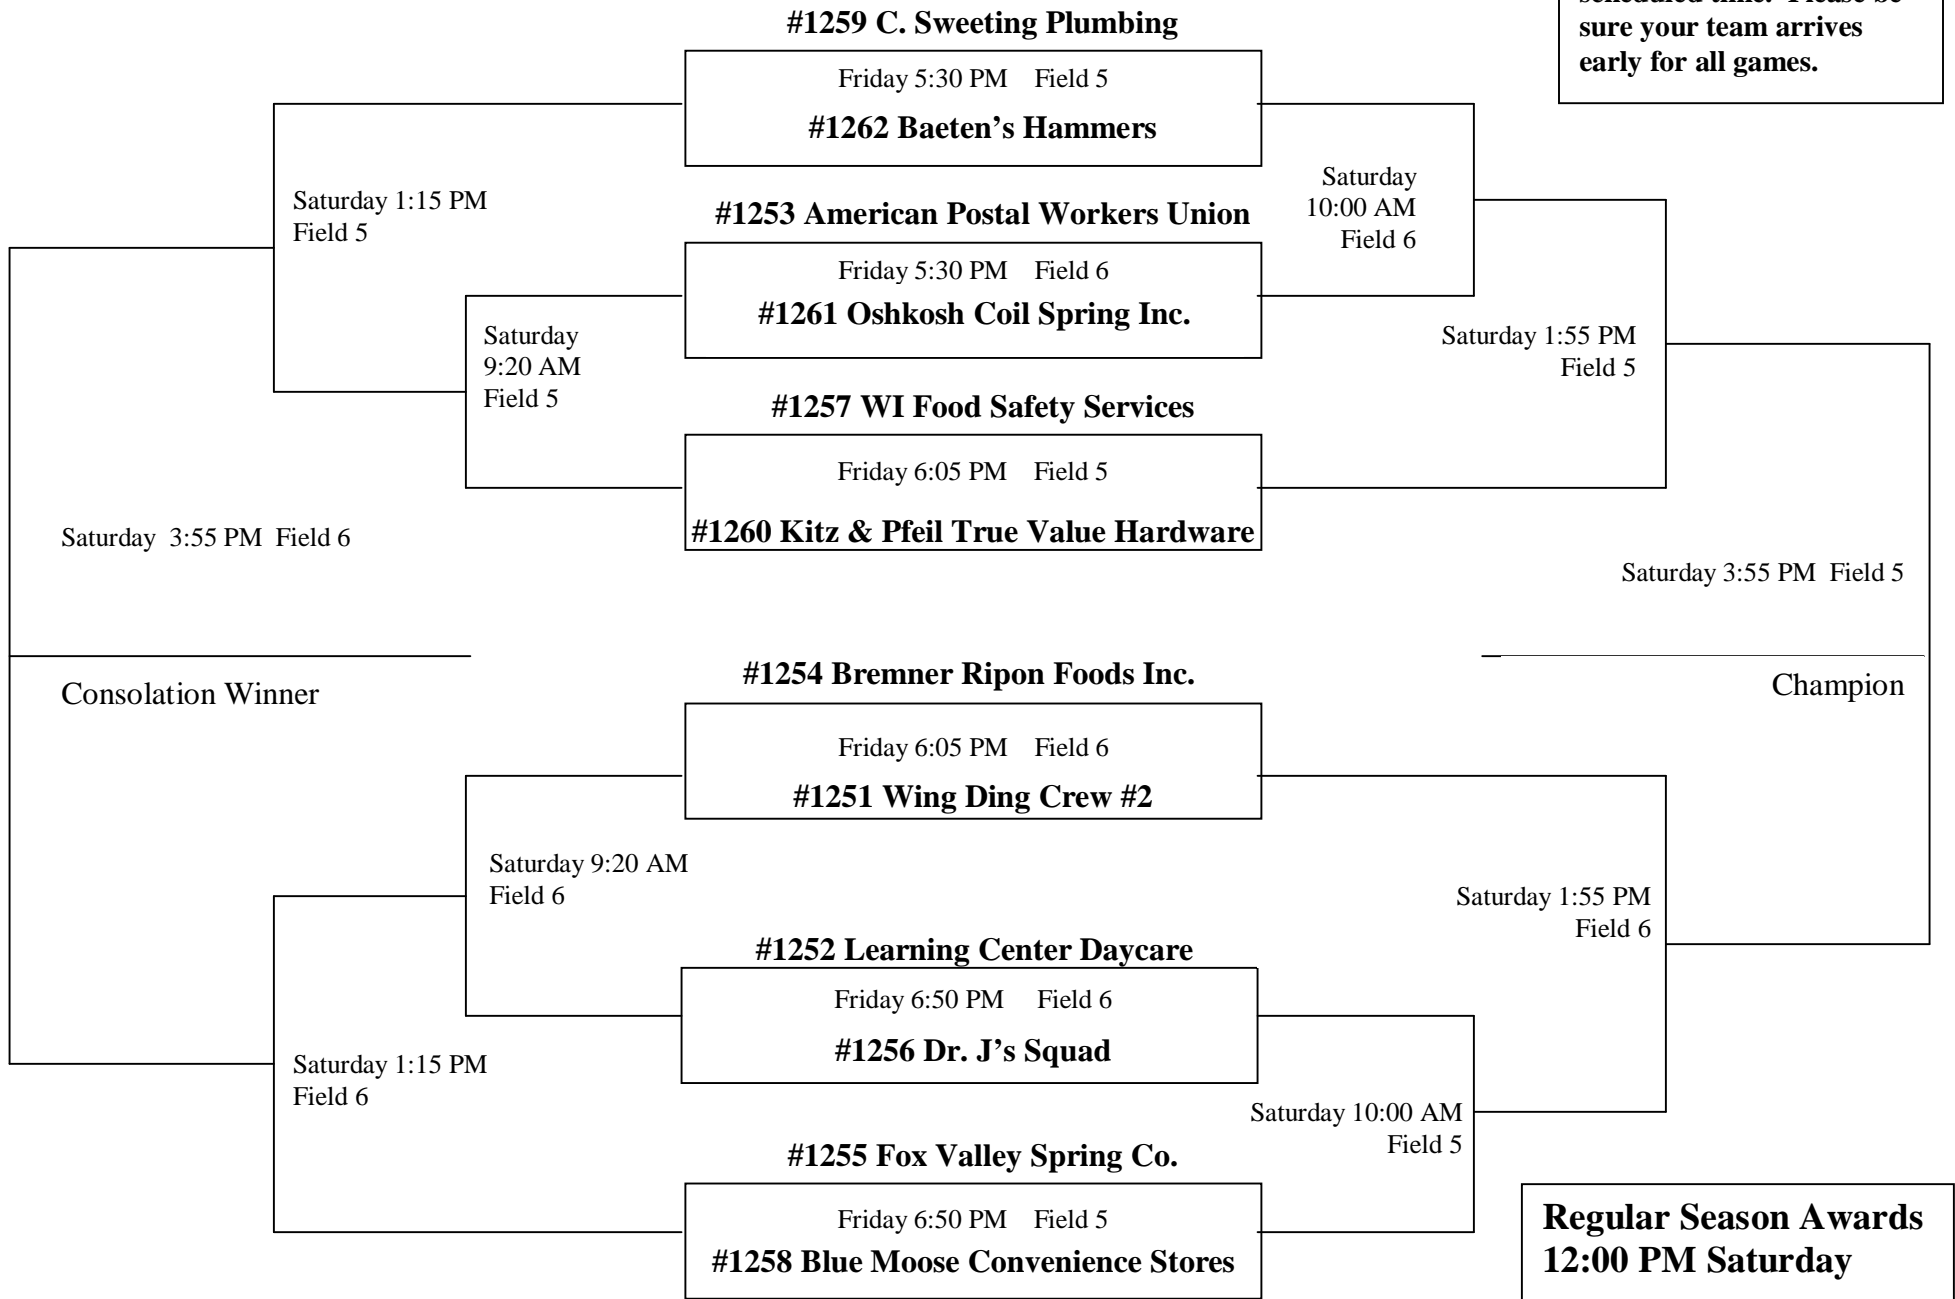 scheduled time. Please be
sure your team arrives
early for all games.
#1259 C. Sweeting Plumbing
Friday 5:30 PM Field 5
#1262 Baeten’s Hammers
Saturday 1:15 PM
Field 5
#1253 American Postal Workers Union
Saturday
10:00 AM
Field 6
Friday 5:30 PM Field 6
#1261 Oshkosh Coil Spring Inc.
Saturday
9:20 AM
Field 5
Saturday 1:55 PM
Field 5
#1257 WI Food Safety Services
Friday 6:05 PM Field 5
#1260 Kitz & Pfeil True Value Hardware
Saturday 3:55 PM Field 6
Saturday 3:55 PM Field 5
Consolation Winner
Champion
#1254 Bremner Ripon Foods Inc.
Friday 6:05 PM Field 6
#1251 Wing Ding Crew #2
Saturday 9:20 AM
Field 6
Saturday 1:55 PM
Field 6
#1252 Learning Center Daycare
Friday 6:50 PM Field 6
#1256 Dr. J’s Squad
Saturday 1:15 PM
Field 6
Saturday 10:00 AM
Field 5
#1255 Fox Valley Spring Co.
Friday 6:50 PM Field 5
#1258 Blue Moose Convenience Stores
Regular Season Awards
12:00 PM Saturday